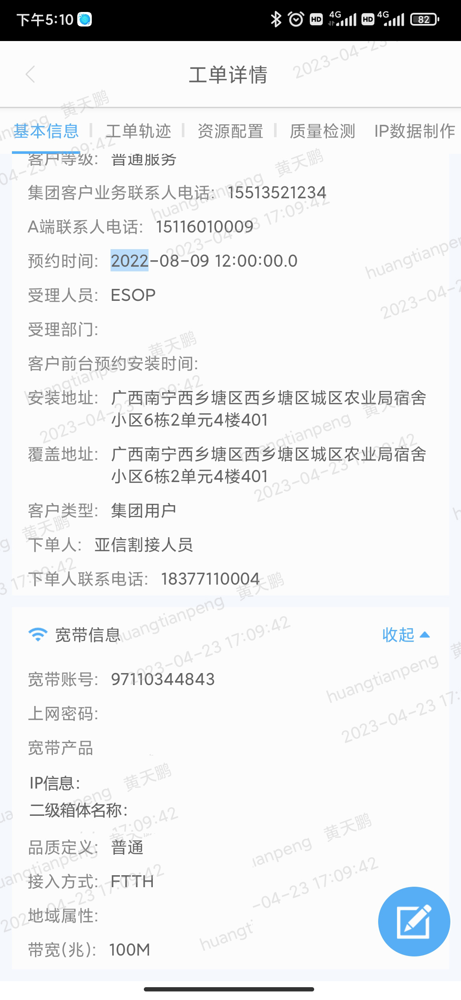 下午5:10
HD 4G HD 4G 82
工单详情
基本信息 工单轨迹 资源配置 质量检测 IP数据制作
客户等级: 普通服务
集团客户业务联系人电话: 15513521234
A端联系人电话: 15116010009
预约时间: 2022-08-09 12:00:00.0
受理人员: ESOP
受理部门:
客户前台预约安装时间:
安装地址: 广西南宁西乡塘区西乡塘区城区农业局宿舍
小区6栋2单元4楼401
覆盖地址: 广西南宁西乡塘区西乡塘区城区农业局宿舍
小区6栋2单元4楼401
客户类型: 集团用户
下单人: 亚信割接人员
下单人联系电话: 18377110004
宽带信息 收起
宽带账号: 97110344843
上网密码:
宽带产品
IP信息:
二级箱体名称:
品质定义: 普通
接入方式: FTTH
地域属性:
带宽(兆): 100M
huangtianpeng 黄天鹏
2023-04-23 17:09:42